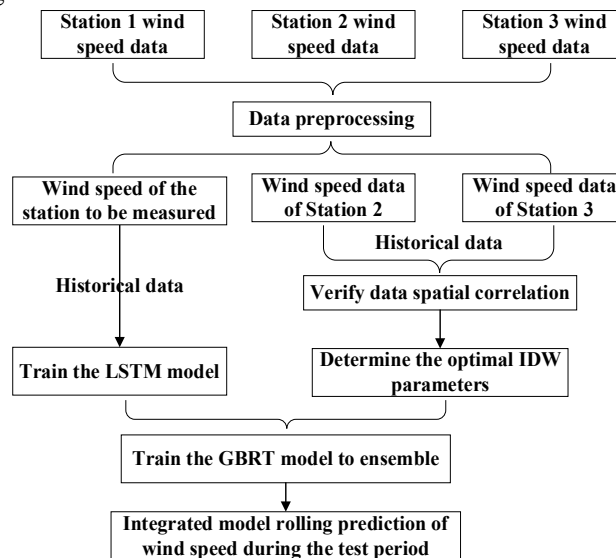 Station 1 wind
speed data
Station 2 wind
speed data
Station 3 wind
speed data
Data preprocessing
Wind speed of the
station to be measured
Wind speed data
of Station 2
Wind speed data
of Station 3
Historical data
Historical data
Verify data spatial correlation
Train the LSTM model
Determine the optimal IDW
parameters
Train the GBRT model to ensemble
Integrated model rolling prediction of
wind speed during the test period